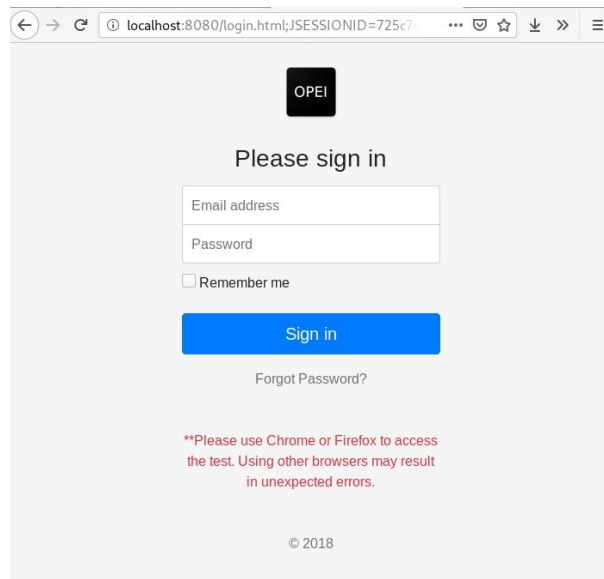 localhost:8080/login.html;JSESSIONID=725c7
OPEI
Please sign in
Email address
Password
Remember me
Sign in
Forgot Password?
**Please use Chrome or Firefox to access
the test. Using other browsers may result
in unexpected errors.
© 2018